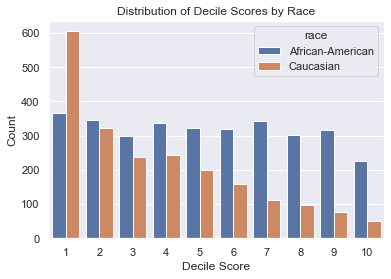 Distribution of Decile Scores by Race
race
African-American
Caucasian
600
500
400
300
200
100
0
Count
1 2 3 4 5 6 7 8 9 10
Decile Score